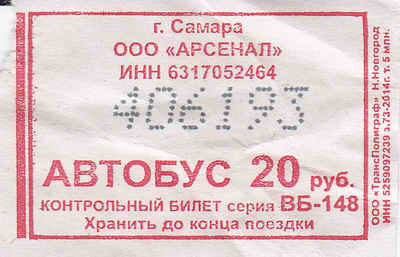 г. Самара
ООО «АРСЕНАЛ»
ИНН 6317052464
406193
АВТОБУС 20 руб.
КОНТРОЛЬНЫЙ БИЛЕТ серия ВБ-148
Хранить до конца поездки
ООО «ТрансПолиграф» Н.Новгород
ИНН 5259097239 з.73-2014г. т. 5 млн.